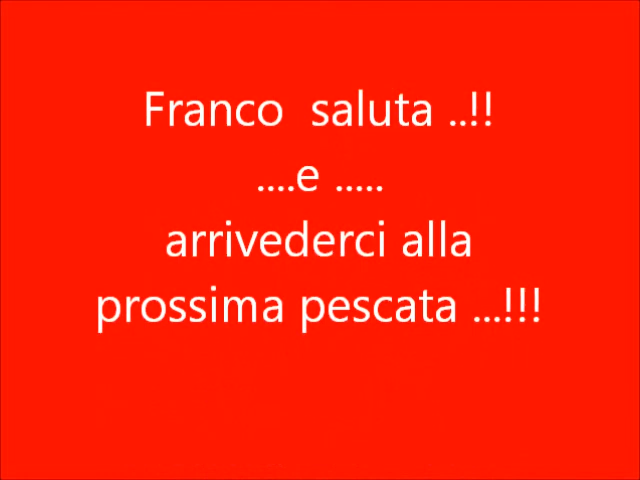 Franco  saluta ..!!
....e .....
arrivederci alla
prossima pescata ...!!!